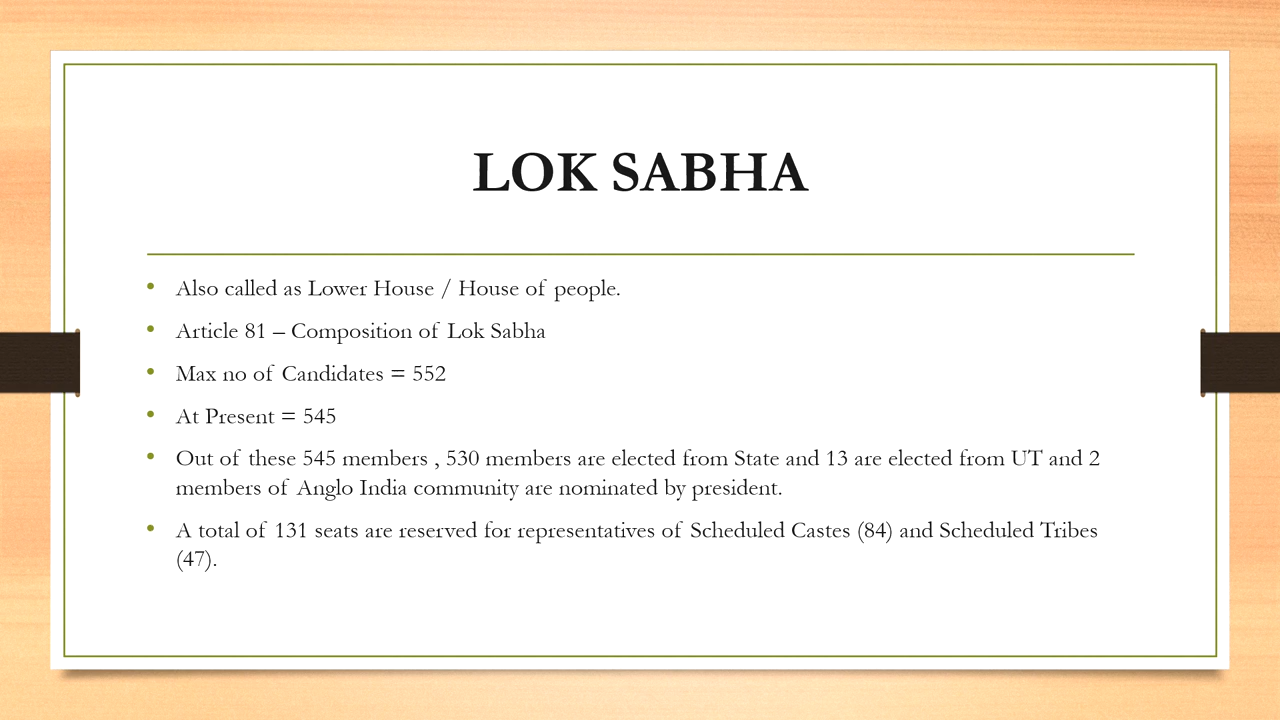 LOK SABHA
• Also called as Lower House / House of people.
• Article 81 – Composition of Lok Sabha
• Max no of Candidates = 552
• At Present = 545
• Out of these 545 members , 530 members are elected from State and 13 are elected from UT and 2
members of Anglo India community are nominated by president.
• A total of 131 seats are reserved for representatives of Scheduled Castes (84) and Scheduled Tribes
(47).